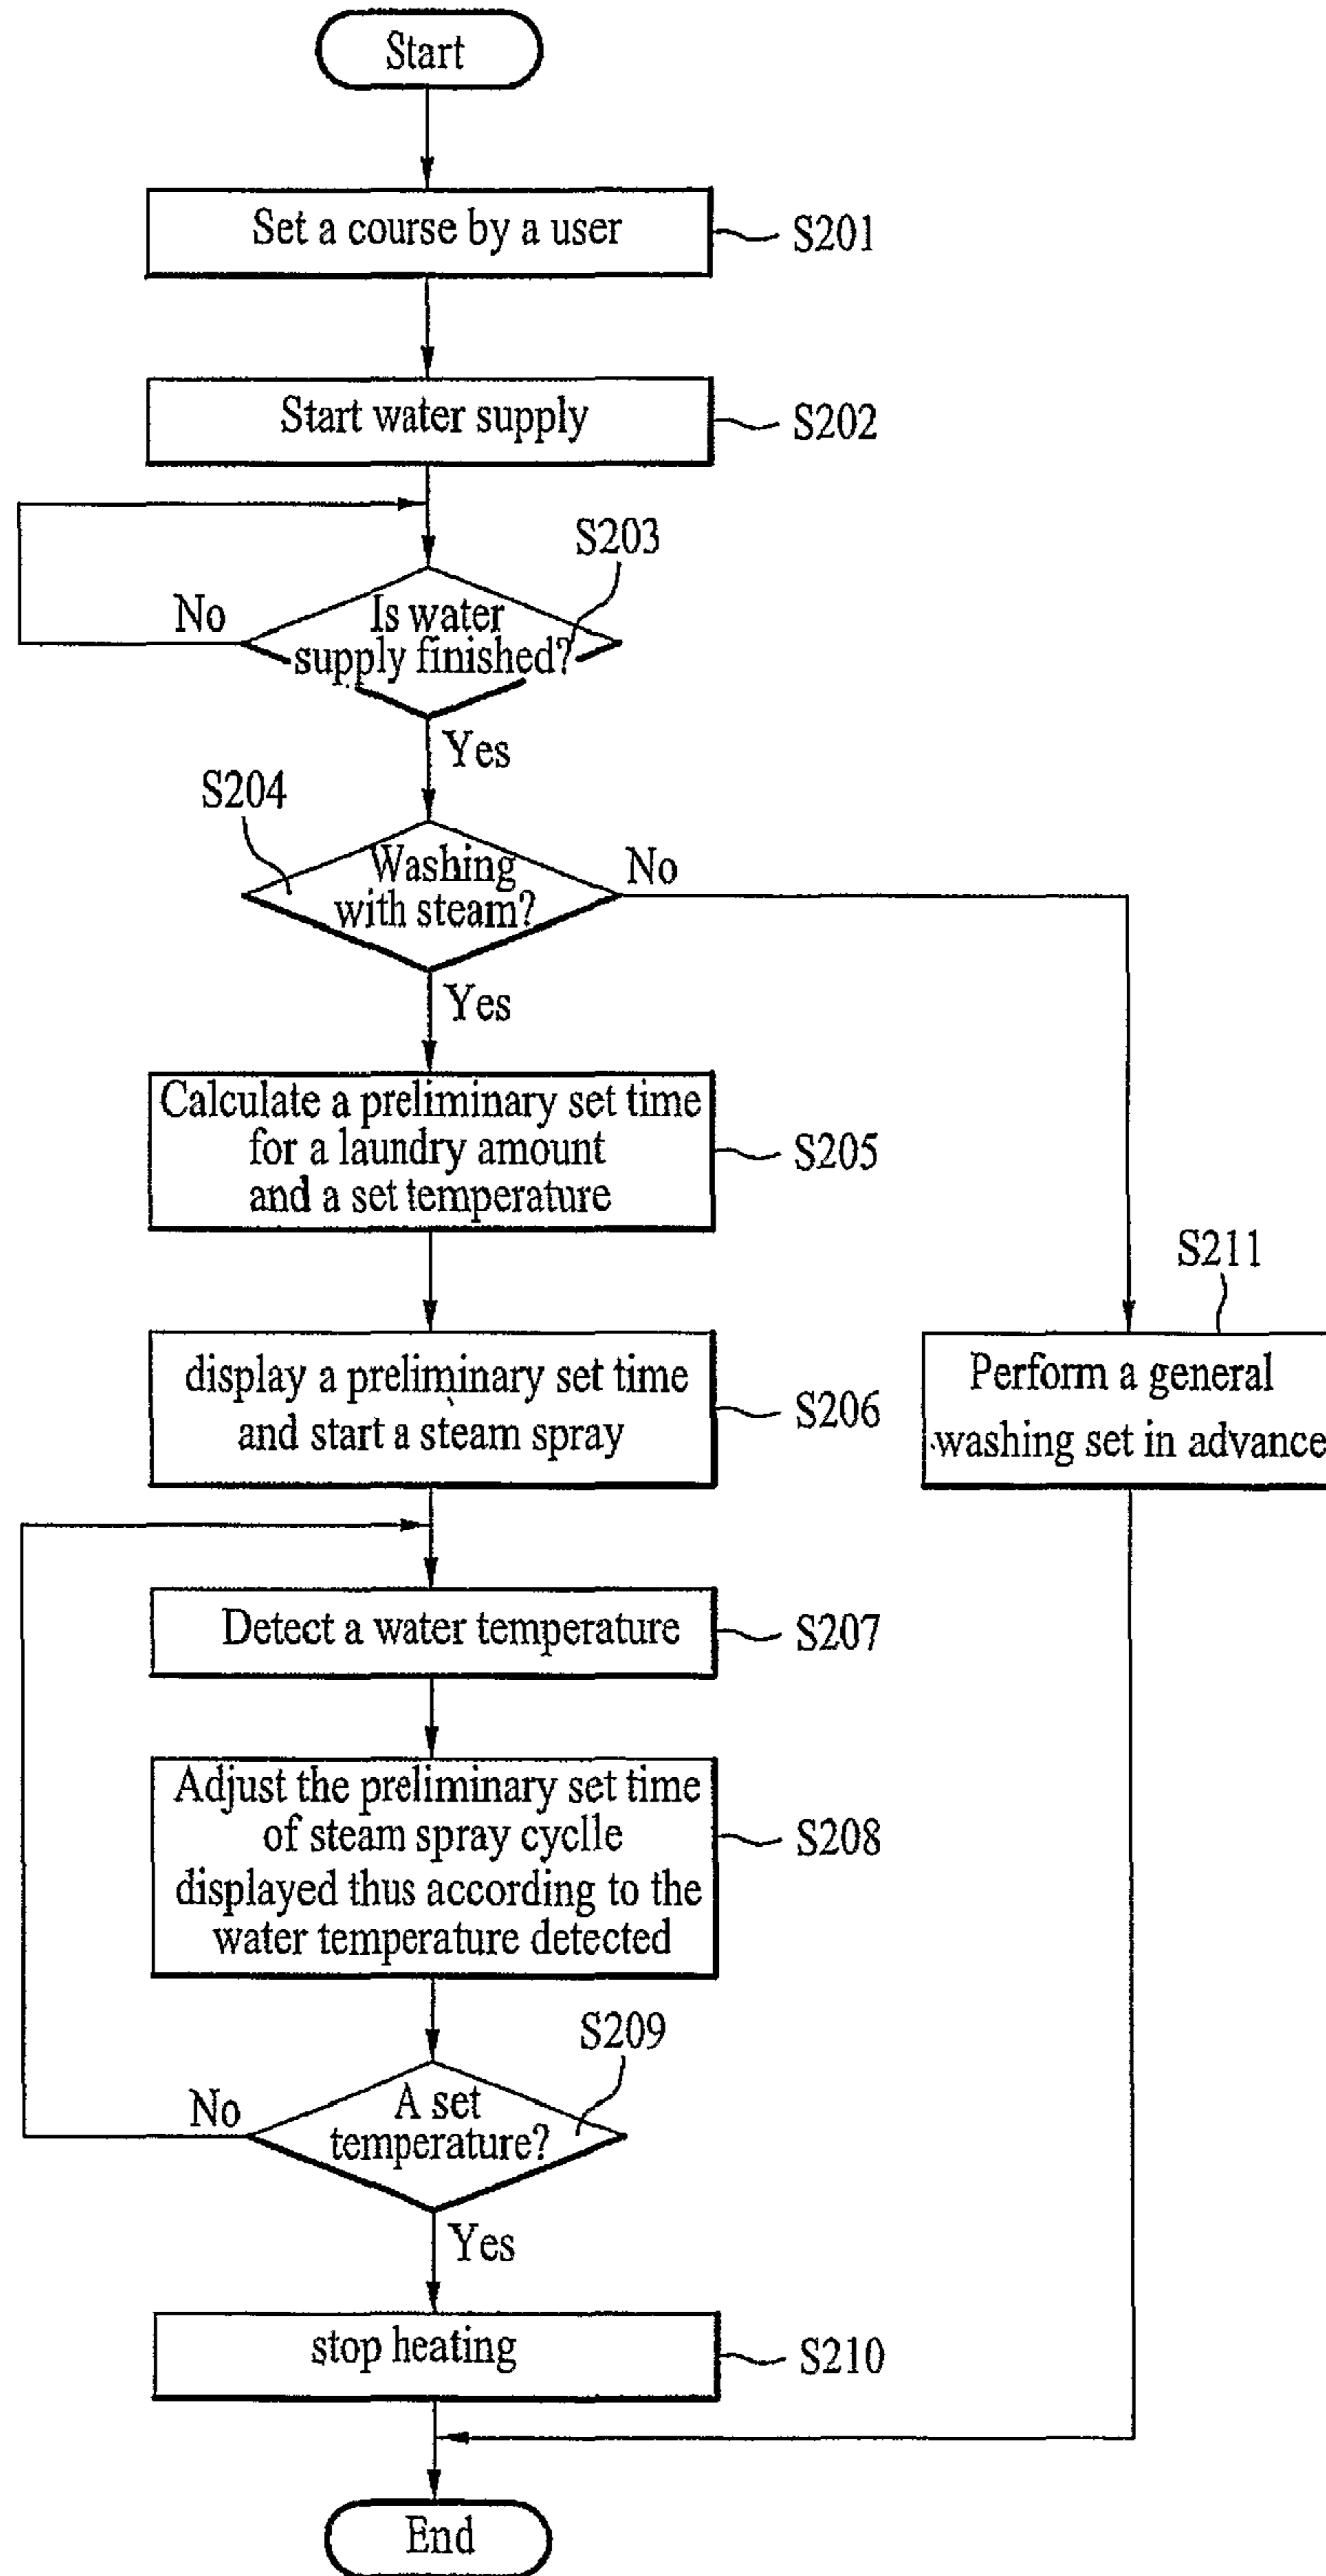 Start
Set a course by a user
S201
Start water supply
S202
S203
No
Is water
supply finished?
Yes
S204
Washing
with steam?
No
Yes
Calculate a preliminary set time
for a laundry amount
and a set temperature
S205
S211
display a preliminary set time
and start a steam spray
S206
Perform a general
washing set in advance
Detect a water temperature
S207
Adjust the preliminary set time
of steam spray cyclle
displayed thus according to the
water temperature detected
S208
S209
No
A set
temperature?
Yes
stop heating
S210
End